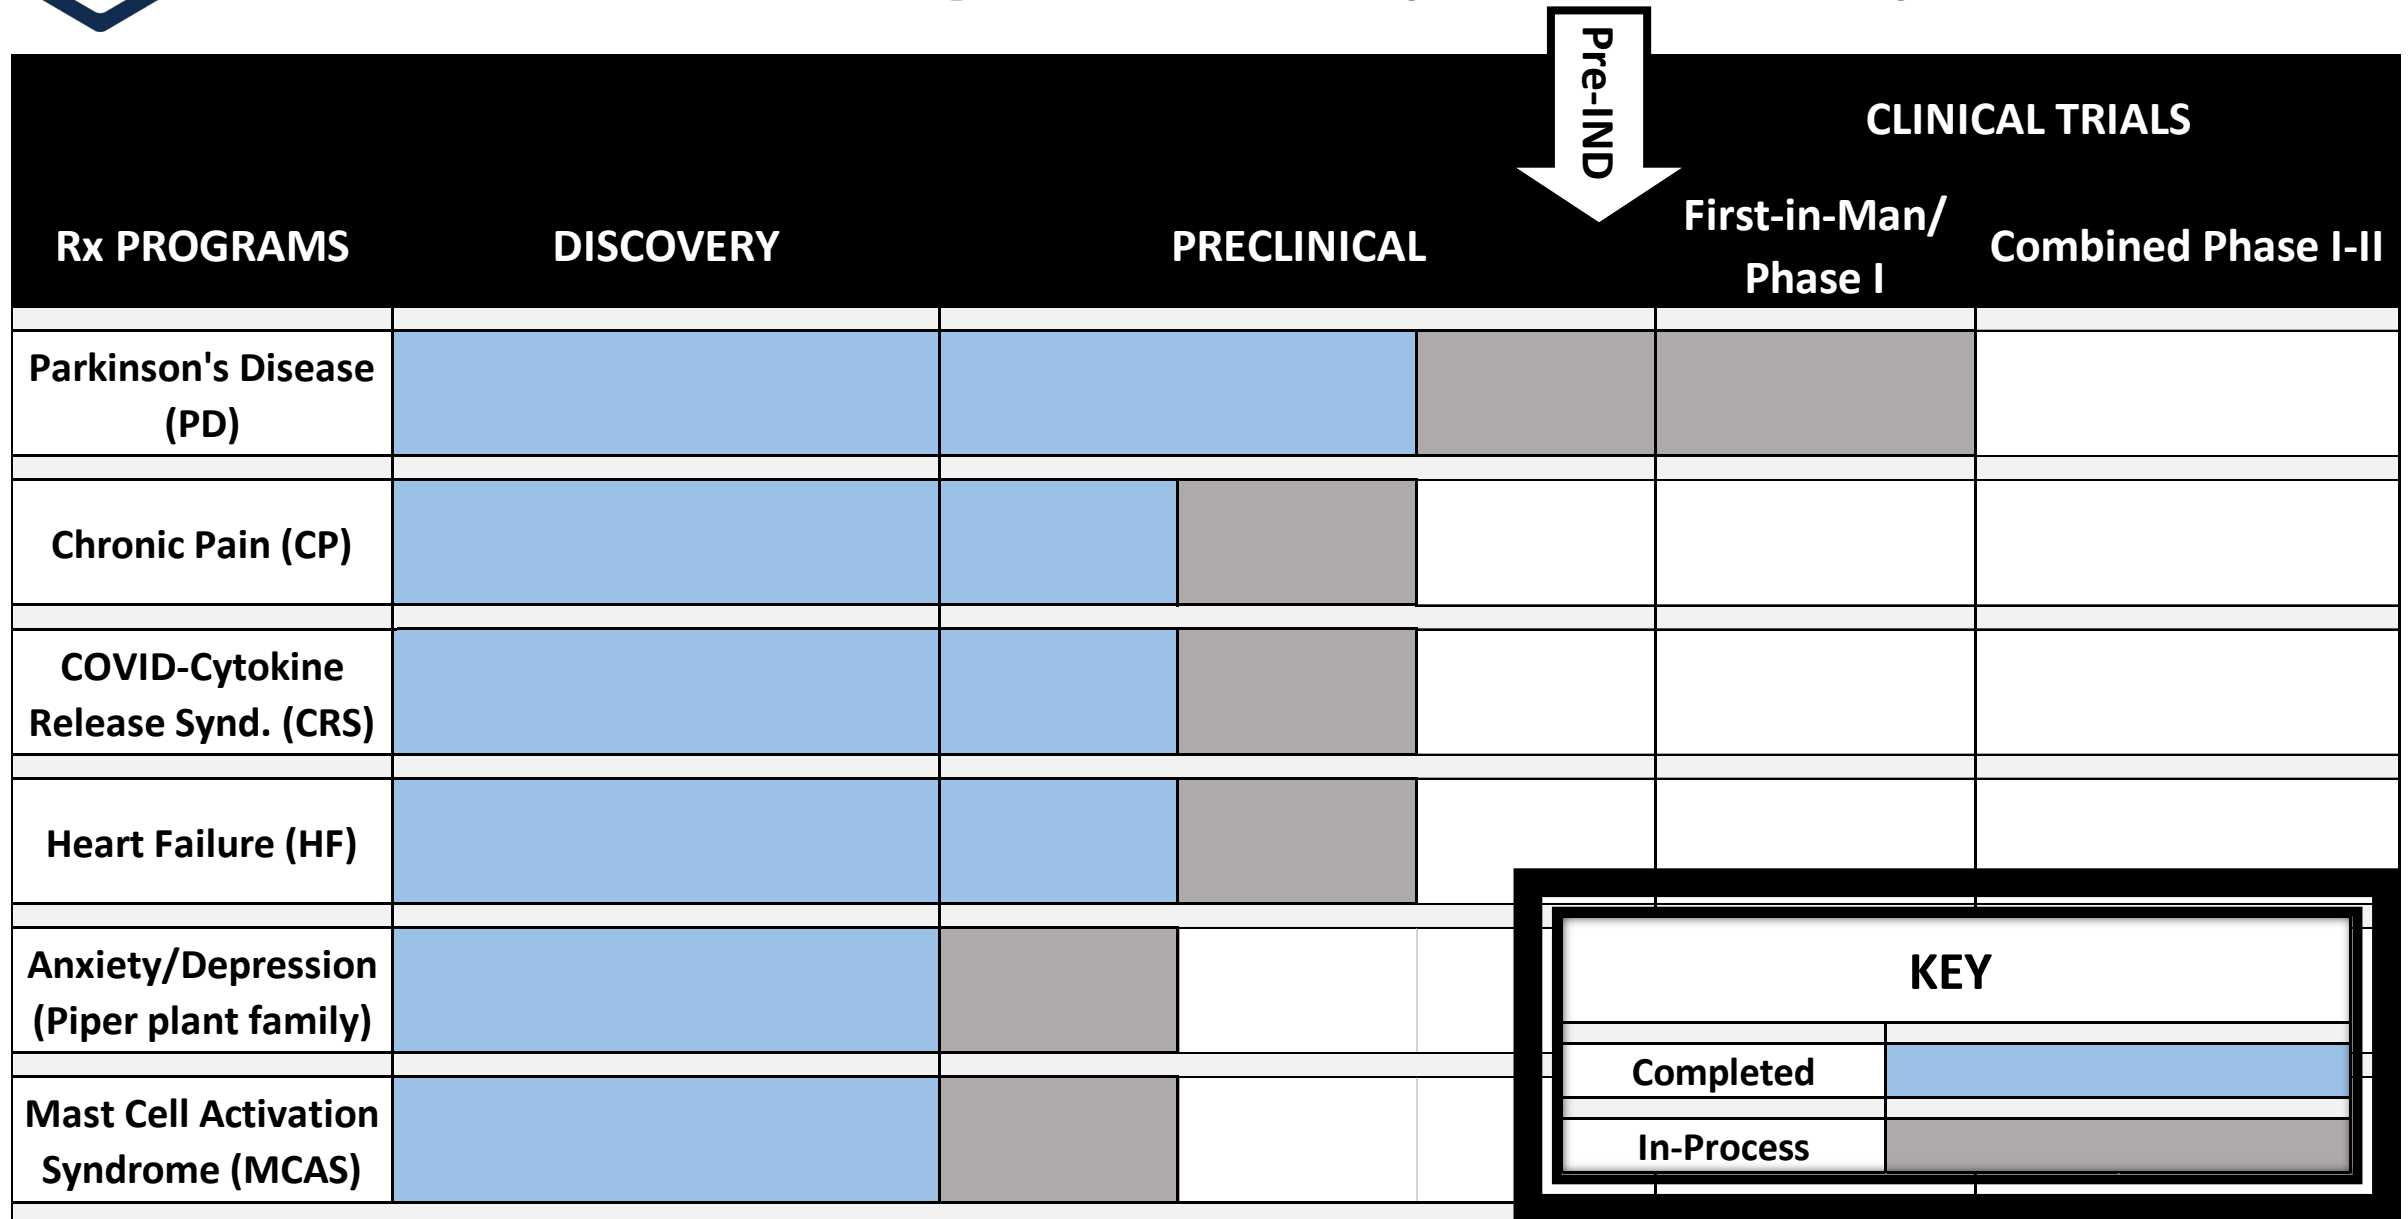 Pre-IND
CLINICAL TRIALS
Rx PROGRAMS
DISCOVERY
PRECLINICAL
First-in-Man/
Phase I
Combined Phase I-II
Parkinson's Disease
(PD)
Chronic Pain (CP)
COVID-Cytokine
Release Synd. (CRS)
Heart Failure (HF)
Anxiety/Depression
(Piper plant family)
Mast Cell Activation
Syndrome (MCAS)
KEY
Completed
In-Process